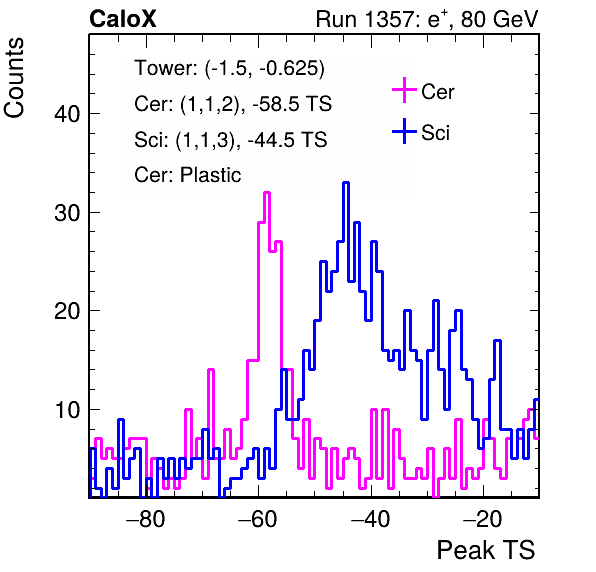 CaloX Run 1357: e⁺, 80 GeV
Counts
Tower: (-1.5, -0.625)
Cer: (1,1,2), -58.5 TS
Sci: (1,1,3), -44.5 TS
Cer: Plastic
Cer
Sci
40
30
20
10
−80 −60 −40 −20
Peak TS